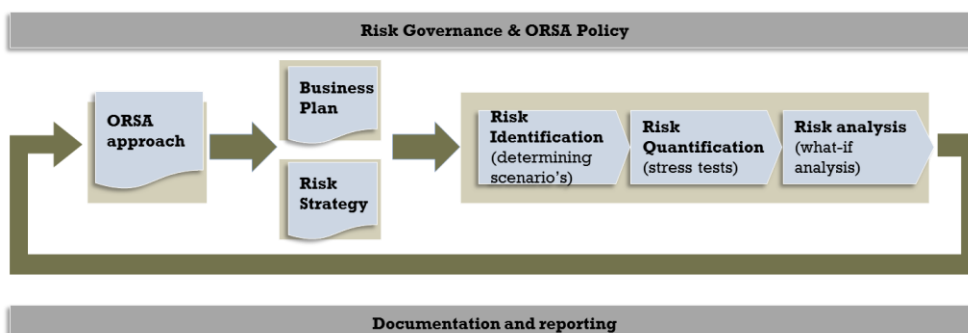 Risk Governance & ORSA Policy
ORSA
approach
Business
Plan
Risk
Strategy
Risk
Identification
(determining
scenario's)
Risk
Quantification
(stress tests)
Risk analysis
(what-if
analysis)
Documentation and reporting